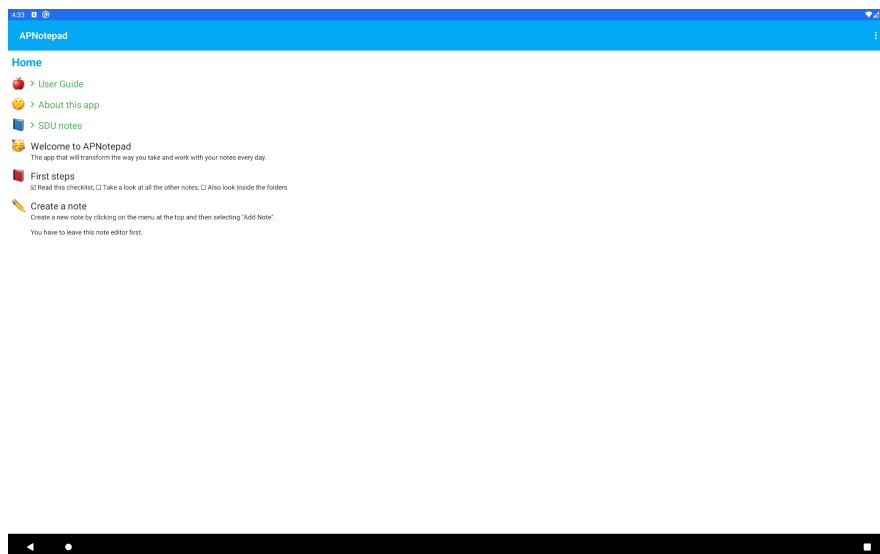 4:33
APNotepad
Home
User Guide
About this app
SDU notes
Welcome to APNotepad
The app that will transform the way you take and work with your notes every day.
First steps
☑ Read this checklist, ☐ Take a look at all the other notes, ☐ Also look inside the folders
Create a note
Create a new note by clicking on the menu at the top and then selecting "Add Note".
You have to leave this note editor first.